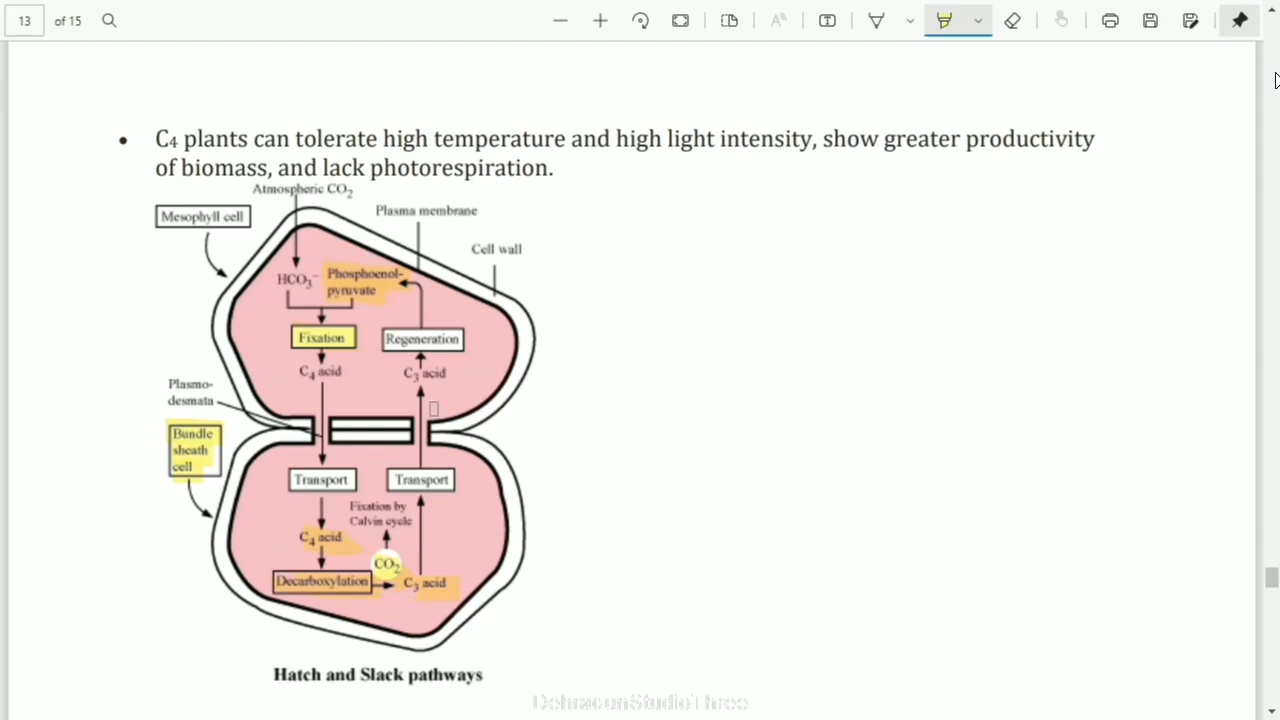 13 of 15
• C₄ plants can tolerate high temperature and high light intensity, show greater productivity
of biomass, and lack photorespiration.
Atmospheric CO₂
Mesophyll cell
Plasma membrane
Cell wall
HCO₃⁻
Phosphoenol-
pyruvate
Fixation
Regeneration
C₄ acid
C₃ acid
Plasmo-
desmata
Bundle
sheath
cell
Transport
Transport
Fixation by
Calvin cycle
C₄ acid
CO₂
Decarboxylation
C₃ acid
Hatch and Slack pathways
DehradunStudioThree